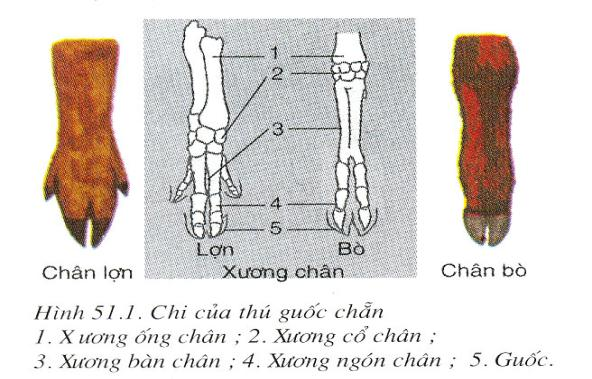 1
2
3
4
5
Lợn
Bò
Chân lợn
Xương chân
Chân bò
Hình 51.1. Chi của thú guốc chẵn
1. Xương ống chân ; 2. Xương cổ chân ;
3. Xương bàn chân ; 4. Xương ngón chân ; 5. Guốc.